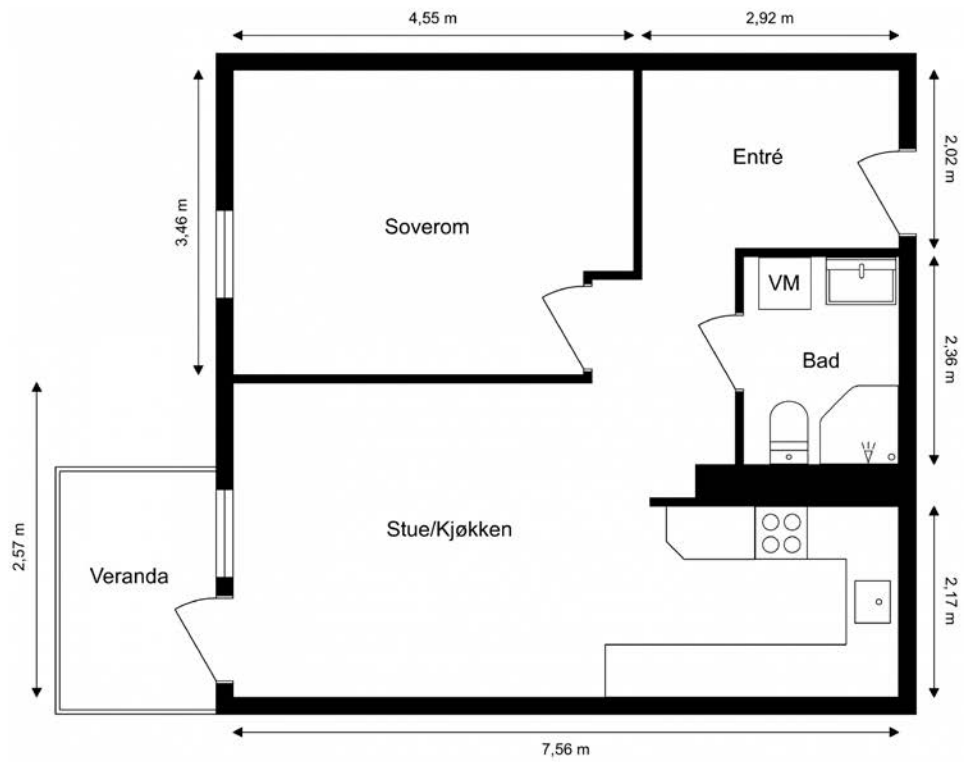 4,55 m
2,92 m
3,46 m
Soverom
Entré
2,02 m
VM
Bad
2,36 m
2,57 m
Veranda
Stue/Kjøkken
2,17 m
7,56 m